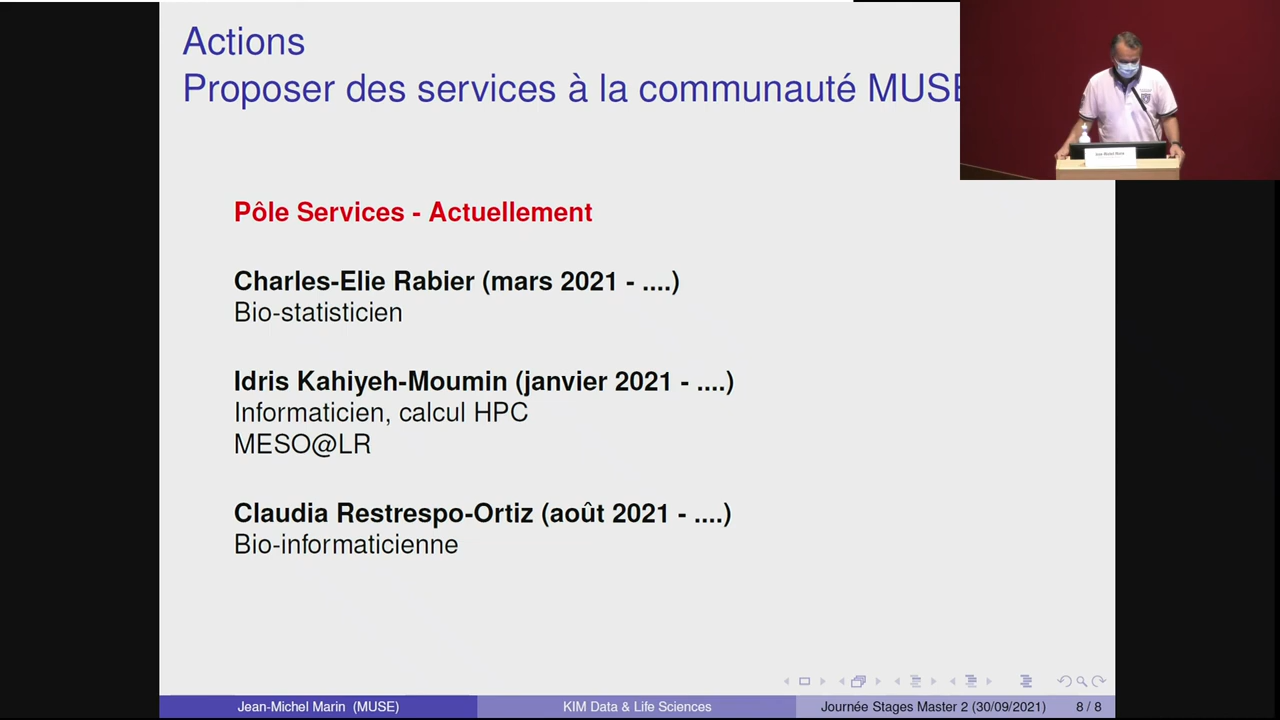 Actions
Proposer des services à la communauté MUSE
Pôle Services - Actuellement
Charles-Elie Rabier (mars 2021 - ....)
Bio-statisticien
Idris Kahiyeh-Moumin (janvier 2021 - ....)
Informaticien, calcul HPC
MESO@LR
Claudia Restrespo-Ortiz (août 2021 - ....)
Bio-informaticienne
Jean-Michel Marin (MUSE)
KIM Data & Life Sciences
Journée Stages Master 2 (30/09/2021)
8 / 8